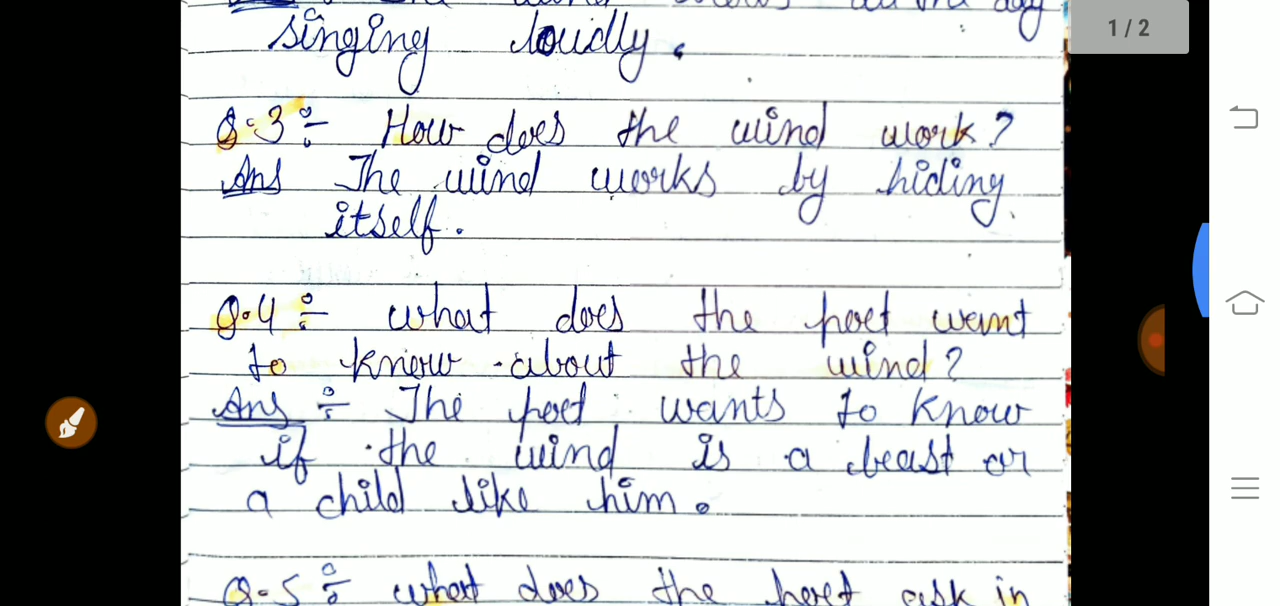 singing loudly.
1/2
Q.3÷ How does the wind work?
Ans The wind works by hiding
itself.
Q.4÷ what does the poet want
to know about the wind?
Ans ÷ The poet wants to know
if the wind is a beast or
a child like him.
Q-5÷ what does the poet ask in